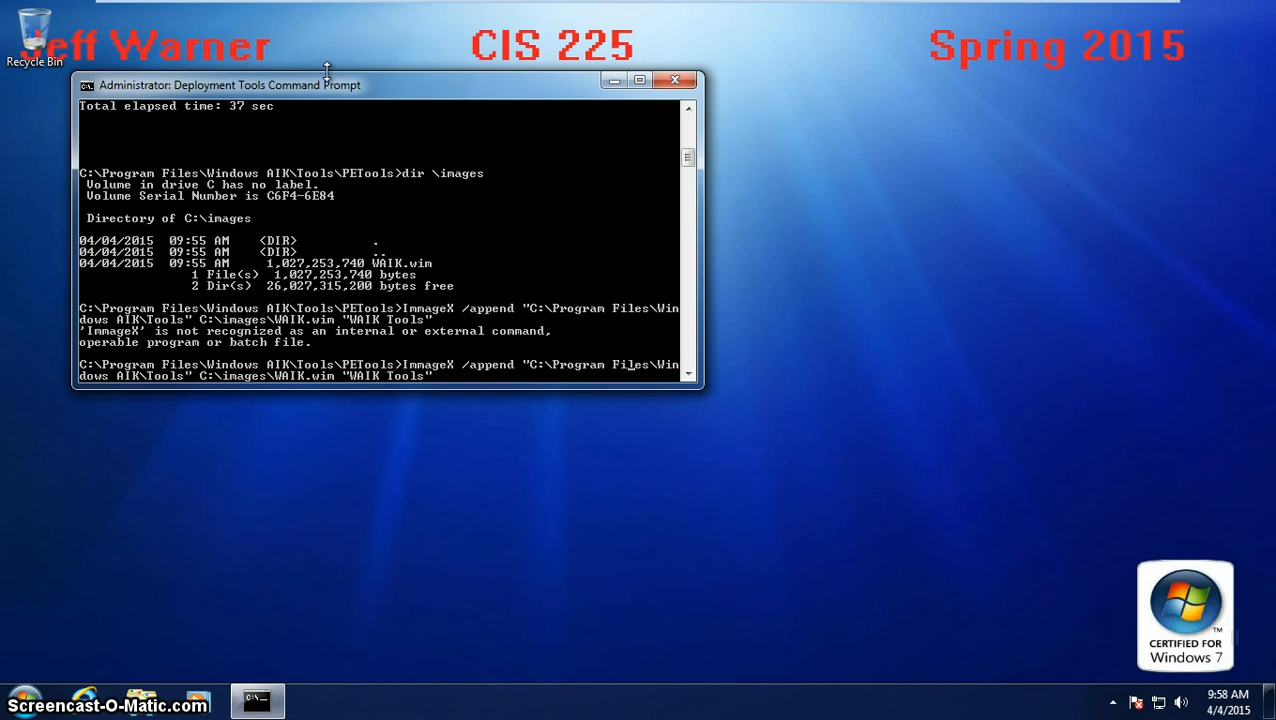 Jeff Warner CIS 225 Spring 2015
Recycle Bin
Administrator: Deployment Tools Command Prompt
Total elapsed time: 37 sec
C:\Program Files\Windows AIK\Tools\PETools>dir \images
Volume in drive C has no label.
Volume Serial Number is C6F4-6E84
Directory of C:\images
04/04/2015 09:55 AM <DIR> .
04/04/2015 09:55 AM <DIR> ..
04/04/2015 09:55 AM 1,027,253,740 WAIK.wim
1 File(s) 1,027,253,740 bytes
2 Dir(s) 26,027,315,200 bytes free
C:\Program Files\Windows AIK\Tools\PETools>ImmageX /append "C:\Program Files\Win
dows AIK\Tools" C:\images\WAIK.wim "WAIK Tools"
'ImmageX' is not recognized as an internal or external command,
operable program or batch file.
C:\Program Files\Windows AIK\Tools\PETools>ImmageX /append "C:\Program Files\Win
dows AIK\Tools" C:\images\WAIK.wim "WAIK Tools"
TM
CERTIFIED FOR
Windows 7
C:\_
Screencast-O-Matic.com
9:58 AM
4/4/2015